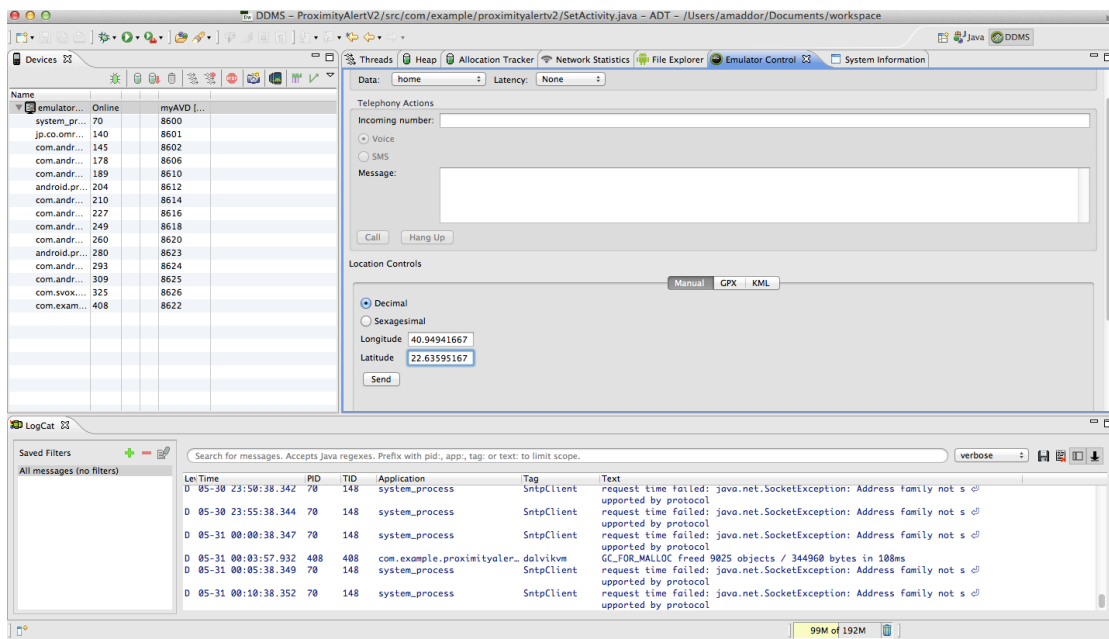 DDMS – ProximityAlertV2/src/com/example/proximityalertv2/SetActivity.java – ADT – /Users/amaddor/Documents/workspace
Java DDMS
Devices
Name
emulator... Online myAVD [...
system_pr... 70 8600
jp.co.omr... 140 8601
com.andr... 145 8602
com.andr... 178 8606
com.andr... 189 8610
android.pr... 204 8612
com.andr... 210 8614
com.andr... 227 8616
com.andr... 249 8618
com.andr... 260 8620
android.pr... 280 8623
com.andr... 293 8624
com.andr... 309 8625
com.svox.... 325 8626
com.exam... 408 8622
Threads Heap Allocation Tracker Network Statistics File Explorer Emulator Control System Information
Data: home Latency: None
Telephony Actions
Incoming number:
Voice
SMS
Message:
Call Hang Up
Location Controls
Manual GPX KML
Decimal
Sexagesimal
Longitude 40.94941667
Latitude 22.63595167
Send
LogCat
Saved Filters
All messages (no filters)
Search for messages. Accepts Java regexes. Prefix with pid:, app:, tag: or text: to limit scope.
verbose
Lev Time PID TID Application Tag Text
D 05-30 23:50:38.342 70 148 system_process SntpClient request time failed: java.net.SocketException: Address family not s
upported by protocol
D 05-30 23:55:38.344 70 148 system_process SntpClient request time failed: java.net.SocketException: Address family not s
upported by protocol
D 05-31 00:00:38.347 70 148 system_process SntpClient request time failed: java.net.SocketException: Address family not s
upported by protocol
D 05-31 00:03:57.932 408 408 com.example.proximityaler… dalvikvm GC_FOR_MALLOC freed 9025 objects / 344960 bytes in 108ms
D 05-31 00:05:38.349 70 148 system_process SntpClient request time failed: java.net.SocketException: Address family not s
upported by protocol
D 05-31 00:10:38.352 70 148 system_process SntpClient request time failed: java.net.SocketException: Address family not s
upported by protocol
99M of 192M